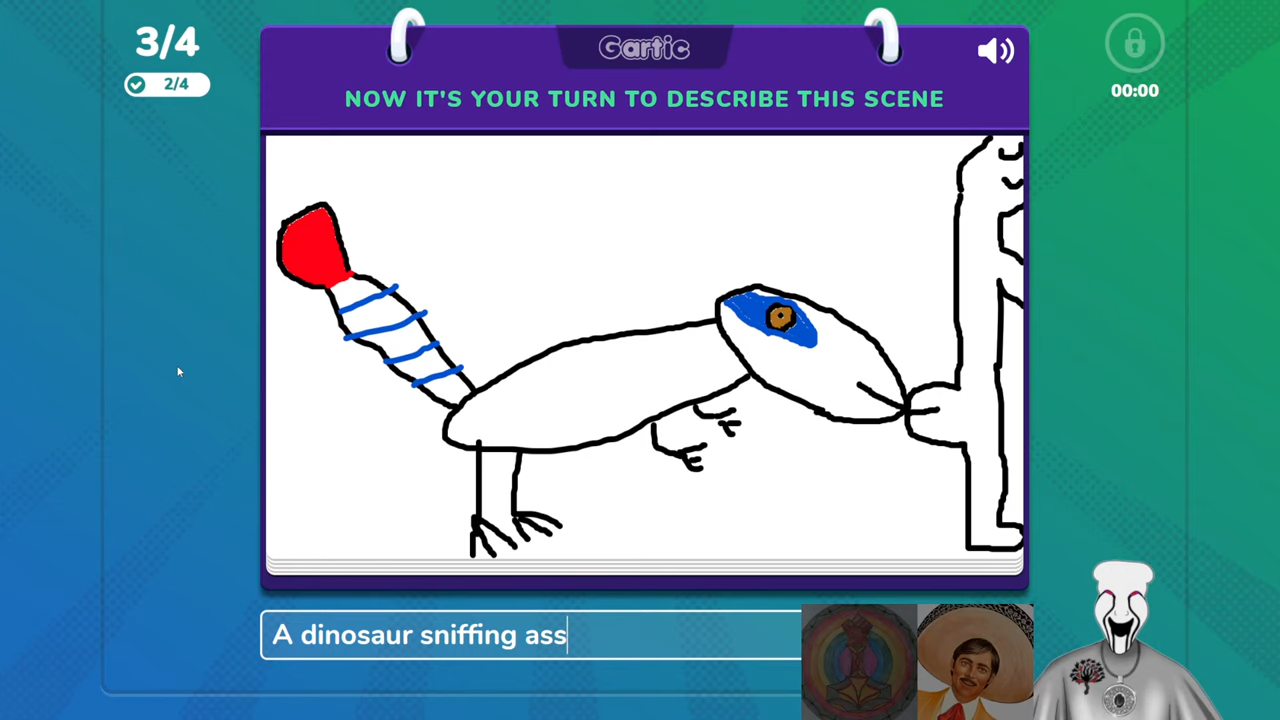 3/4
2/4
Gartic
NOW IT'S YOUR TURN TO DESCRIBE THIS SCENE
00:00
A dinosaur sniffing ass